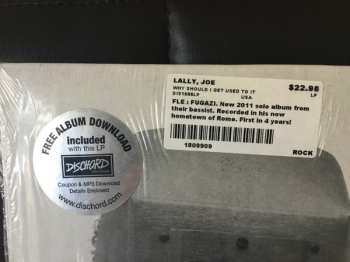 LALLY, JOE
$22.98
WHY SHOULD I GET USED TO IT
LP
DIS168LP
USA
FLE : FUGAZI. New 2011 solo album from
their bassist. Recorded in his new
hometown of Rome. First in 4 years!
1809909
ROCK
FREE ALBUM DOWNLOAD
included
with this LP
DISCHORD
Coupon & MP3 Download
Details Enclosed
www.dischord.com